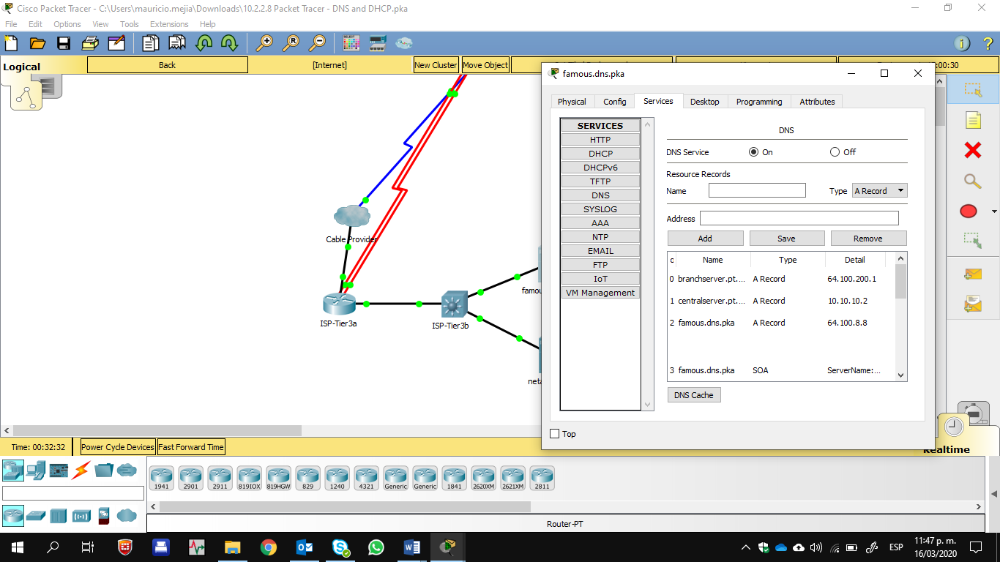 Cisco Packet Tracer - C:\Users\mauricio.mejia\Downloads\10.2.2.8 Packet Tracer - DNS and DHCP.pka
File Edit Options View Tools Extensions Help
Logical
Back
[Internet]
New Cluster
Move Object
:00:30
Cable Provider
ISP-Tier3a
ISP-Tier3b
famou
neta
famous.dns.pka
Physical Config Services Desktop Programming Attributes
SERVICES
HTTP
DHCP
DHCPv6
TFTP
DNS
SYSLOG
AAA
NTP
EMAIL
FTP
IoT
VM Management
DNS
DNS Service On Off
Resource Records
Name Type A Record
Address
Add Save Remove
Name Type Detail
0 branchserver.pt.... A Record 64.100.200.1
1 centralserver.pt.... A Record 10.10.10.2
2 famous.dns.pka A Record 64.100.8.8
3 famous.dns.pka SOA ServerName:...
DNS Cache
Top
Time: 00:32:32 Power Cycle Devices Fast Forward Time
Realtime
1941 2901 2911 819IOX 819HGW 829 1240 4321 Generic Generic 1841 2620XM 2621XM 2811
Router-PT
ESP
11:47 p. m.
16/03/2020